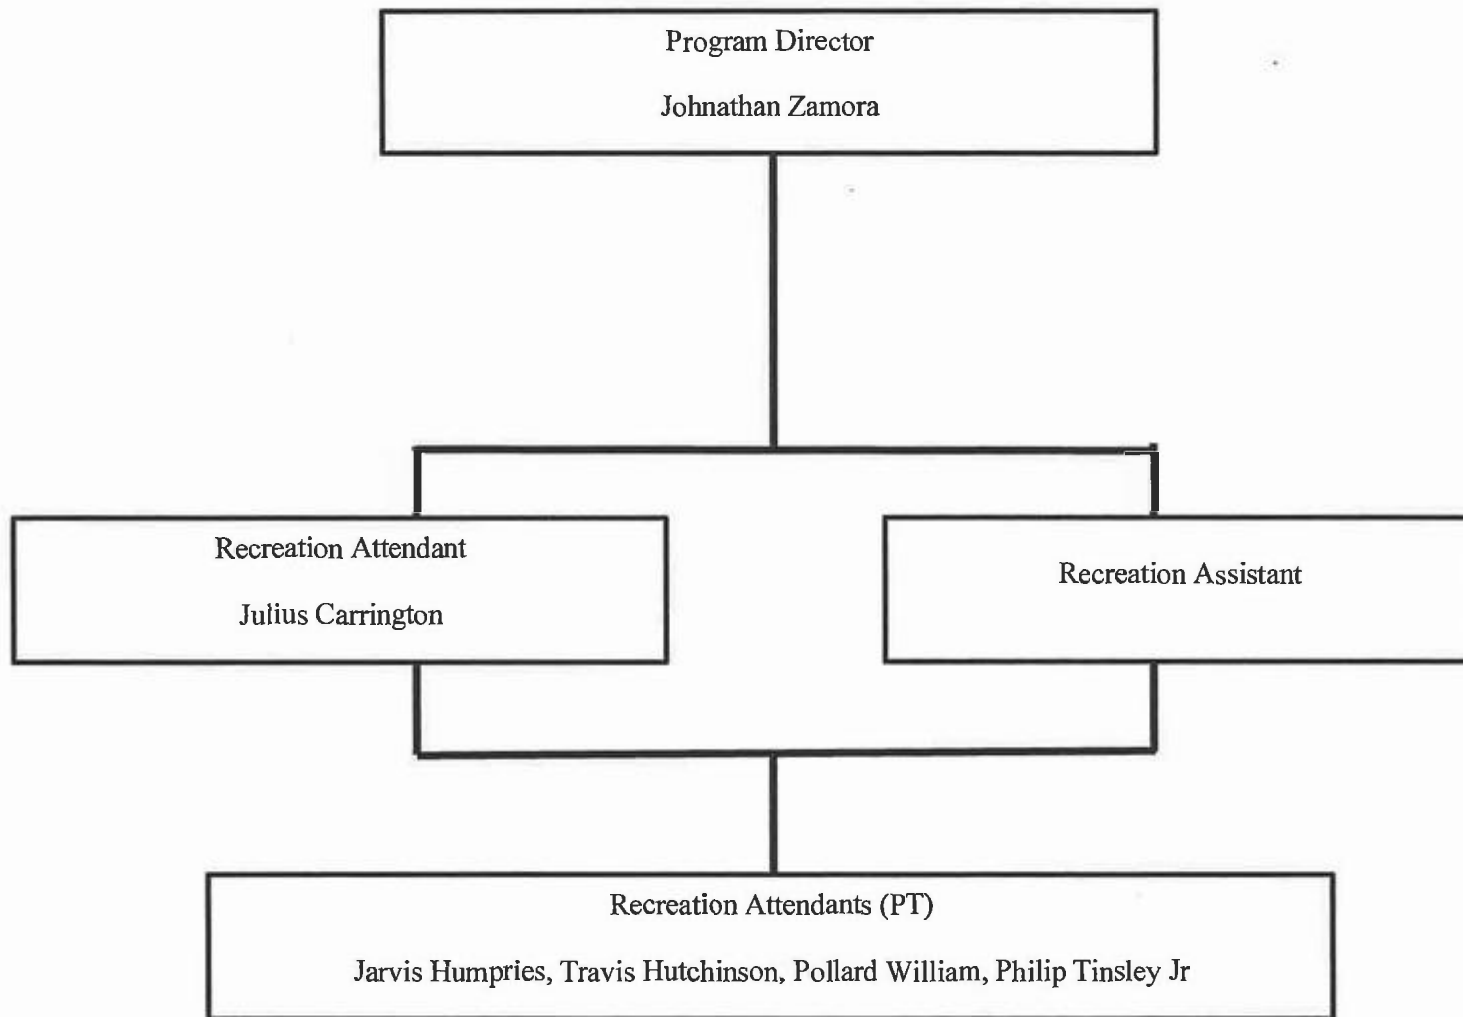 Program Director
Johnathan Zamora
Recreation Attendant
Julius Carrington
Recreation Assistant
Recreation Attendants (PT)
Jarvis Humpries, Travis Hutchinson, Pollard William, Philip Tinsley Jr